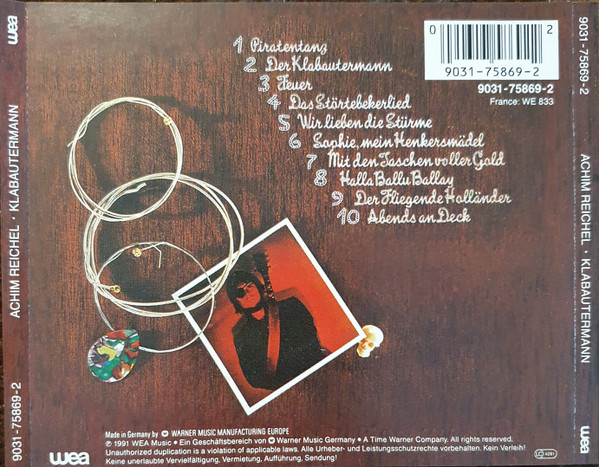 wea
ACHIM REICHEL · KLABAUTERMANN
9031-75869-2
1 Piratentanz
2 Der Klabautermann
3 Feuer
4 Das Störtebekerlied
5 Wir lieben die Stürme
6 Sophie, mein Henkersmädel
7 Mit den Taschen voller Gold
8 Halla Ballu Ballay
9 Der Fliegende Holländer
10 Abends an Deck
0 2
9031-75869-2
9031-75869-2
France: WE 833
wea
Made in Germany by WARNER MUSIC MANUFACTURING EUROPE
℗ 1991 WEA Music • Ein Geschäftsbereich von Warner Music Germany • A Time Warner Company. All rights reserved.
Unauthorized duplication is a violation of applicable laws. Alle Urheber- und Leistungsschutzrechte vorbehalten. Kein Verleih!
Keine unerlaubte Vervielfältigung, Vermietung, Aufführung, Sendung!
LC 4281
9031-75869-2
ACHIM REICHEL · KLABAUTERMANN
wea